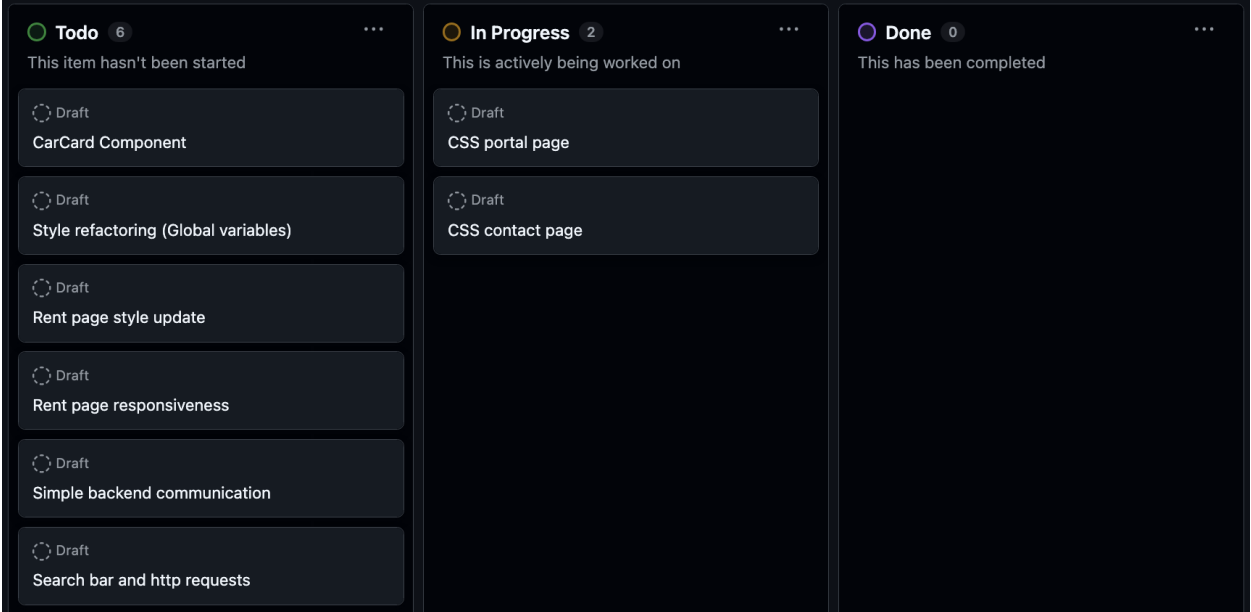 Todo 6
This item hasn't been started
Draft
CarCard Component
Draft
Style refactoring (Global variables)
Draft
Rent page style update
Draft
Rent page responsiveness
Draft
Simple backend communication
Draft
Search bar and http requests
In Progress 2
This is actively being worked on
Draft
CSS portal page
Draft
CSS contact page
Done 0
This has been completed